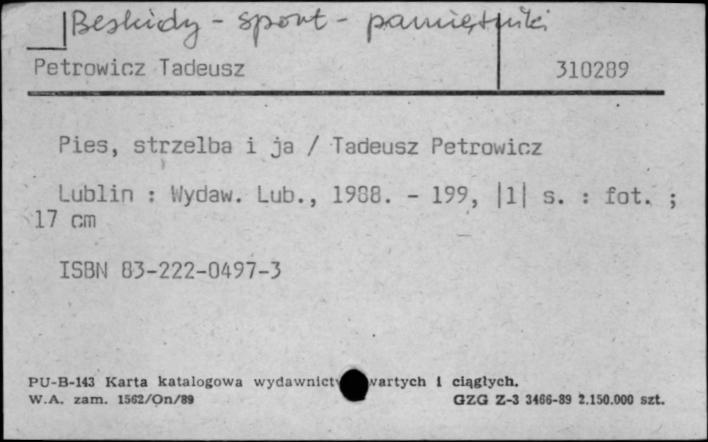 Beskidy - sport - pamiętniki
Petrowicz Tadeusz 310289
Pies, strzelba i ja / Tadeusz Petrowicz
Lublin : Wydaw. Lub., 1988. - 199, |1| s. : fot. ;
17 cm
ISBN 83-222-0497-3
PU-B-143 Karta katalogowa wydawnict wartych i ciągłych.
W.A. zam. 1562/On/89 GZG Z-3 3466-89 2.150.000 szt.